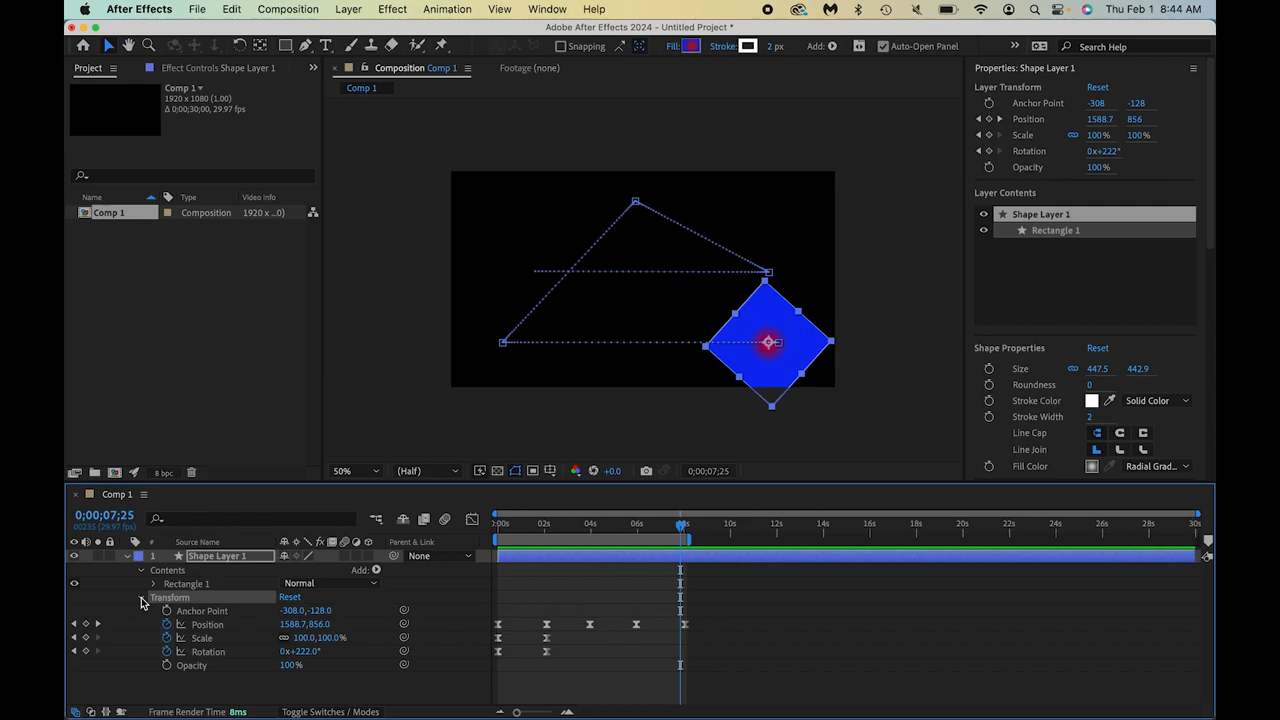 After Effects File Edit Composition Layer Effect Animation View Window Help Thu Feb 1 8:44 AM
Adobe After Effects 2024 - Untitled Project *
Snapping Fill: Stroke: 2 px Add: Auto-Open Panel Search Help
Project Effect Controls Shape Layer 1
Composition Comp 1 Footage (none)
Properties: Shape Layer 1
Comp 1
1920 x 1080 (1.00)
Δ 0;00;30;00, 29.97 fps
Comp 1
Layer Transform Reset
Anchor Point -308 -128
Position 1588.7 856
Scale 100 % 100 %
Rotation 0x+222°
Opacity 100 %
Name Type Video Info
Comp 1 Composition 1920 x ...0)
Layer Contents
Shape Layer 1
Rectangle 1
Shape Properties Reset
Size 447.5 442.9
Roundness 0
Stroke Color Solid Color
Stroke Width 2
Line Cap
Line Join
Fill Color Radial Grad...
8 bpc
50% (Half) +0.0 0;00;07;25
Comp 1
0;00;07;25
00235 (29.97 fps)
:00s 02s 04s 06s 08s 10s 12s 14s 16s 18s 20s 22s 24s 26s 28s 30s
# Source Name Parent & Link
1 Shape Layer 1 None
Contents Add:
Rectangle 1 Normal
Transform Reset
Anchor Point -308.0,-128.0
Position 1588.7,856.0
Scale 100.0,100.0%
Rotation 0x+222.0°
Opacity 100%
Frame Render Time 8ms Toggle Switches / Modes